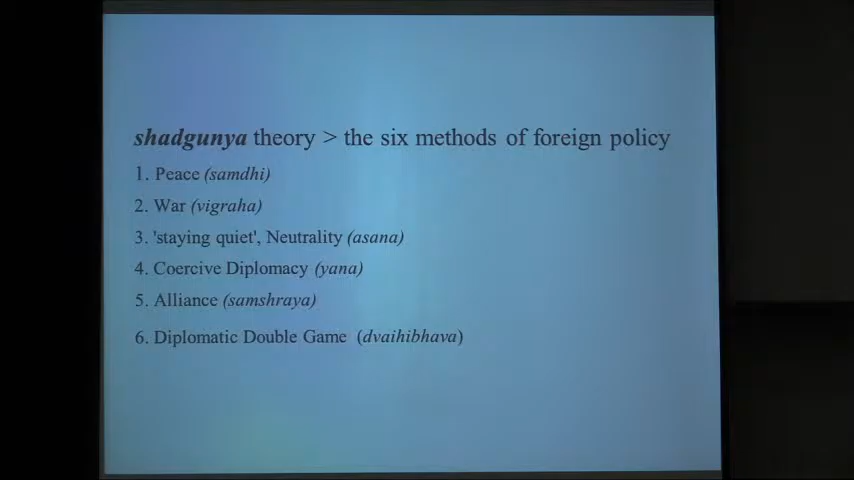 shadgunya theory > the six methods of foreign policy
1. Peace (samdhi)
2. War (vigraha)
3. 'staying quiet', Neutrality (asana)
4. Coercive Diplomacy (yana)
5. Alliance (samshraya)
6. Diplomatic Double Game (dvaihibhava)